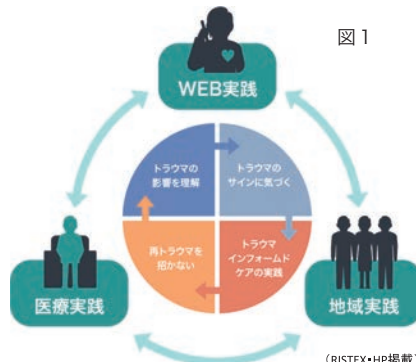 図1
WEB実践
トラウマの
影響を理解
トラウマの
サインに気づく
再トラウマを
招かない
トラウマ
インフォームド
ケアの実践
医療実践
地域実践
(RISTEX・HP掲載